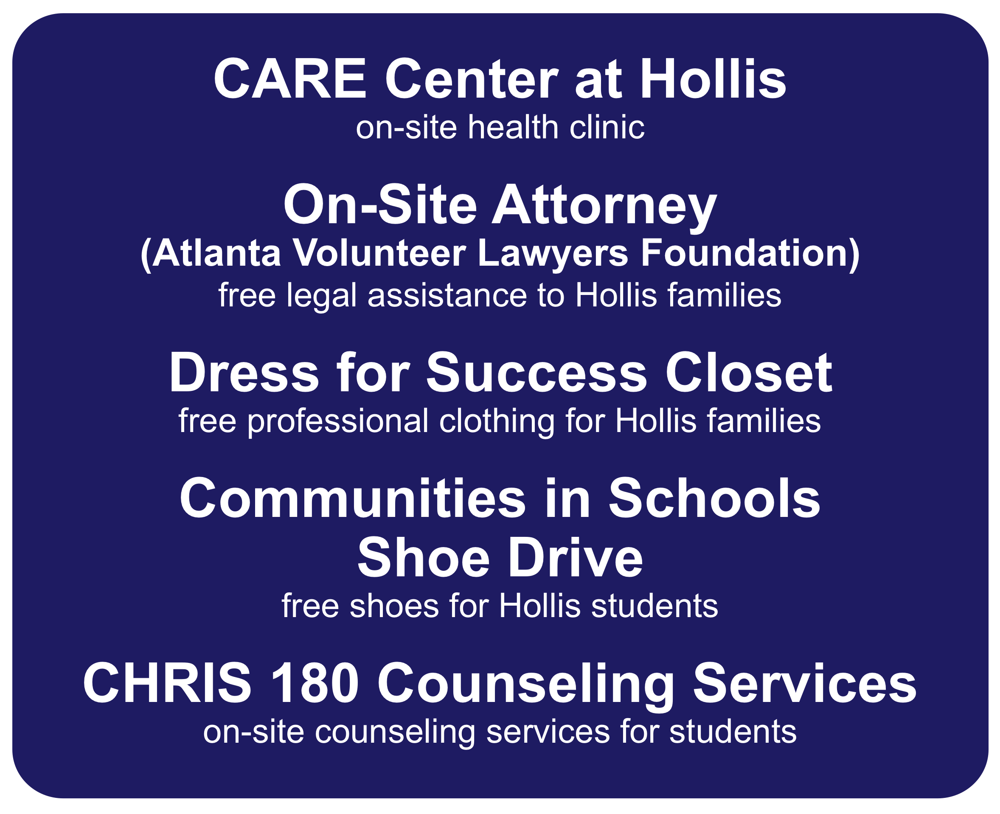 CARE Center at Hollis
on-site health clinic
On-Site Attorney
(Atlanta Volunteer Lawyers Foundation)
free legal assistance to Hollis families
Dress for Success Closet
free professional clothing for Hollis families
Communities in Schools
Shoe Drive
free shoes for Hollis students
CHRIS 180 Counseling Services
on-site counseling services for students